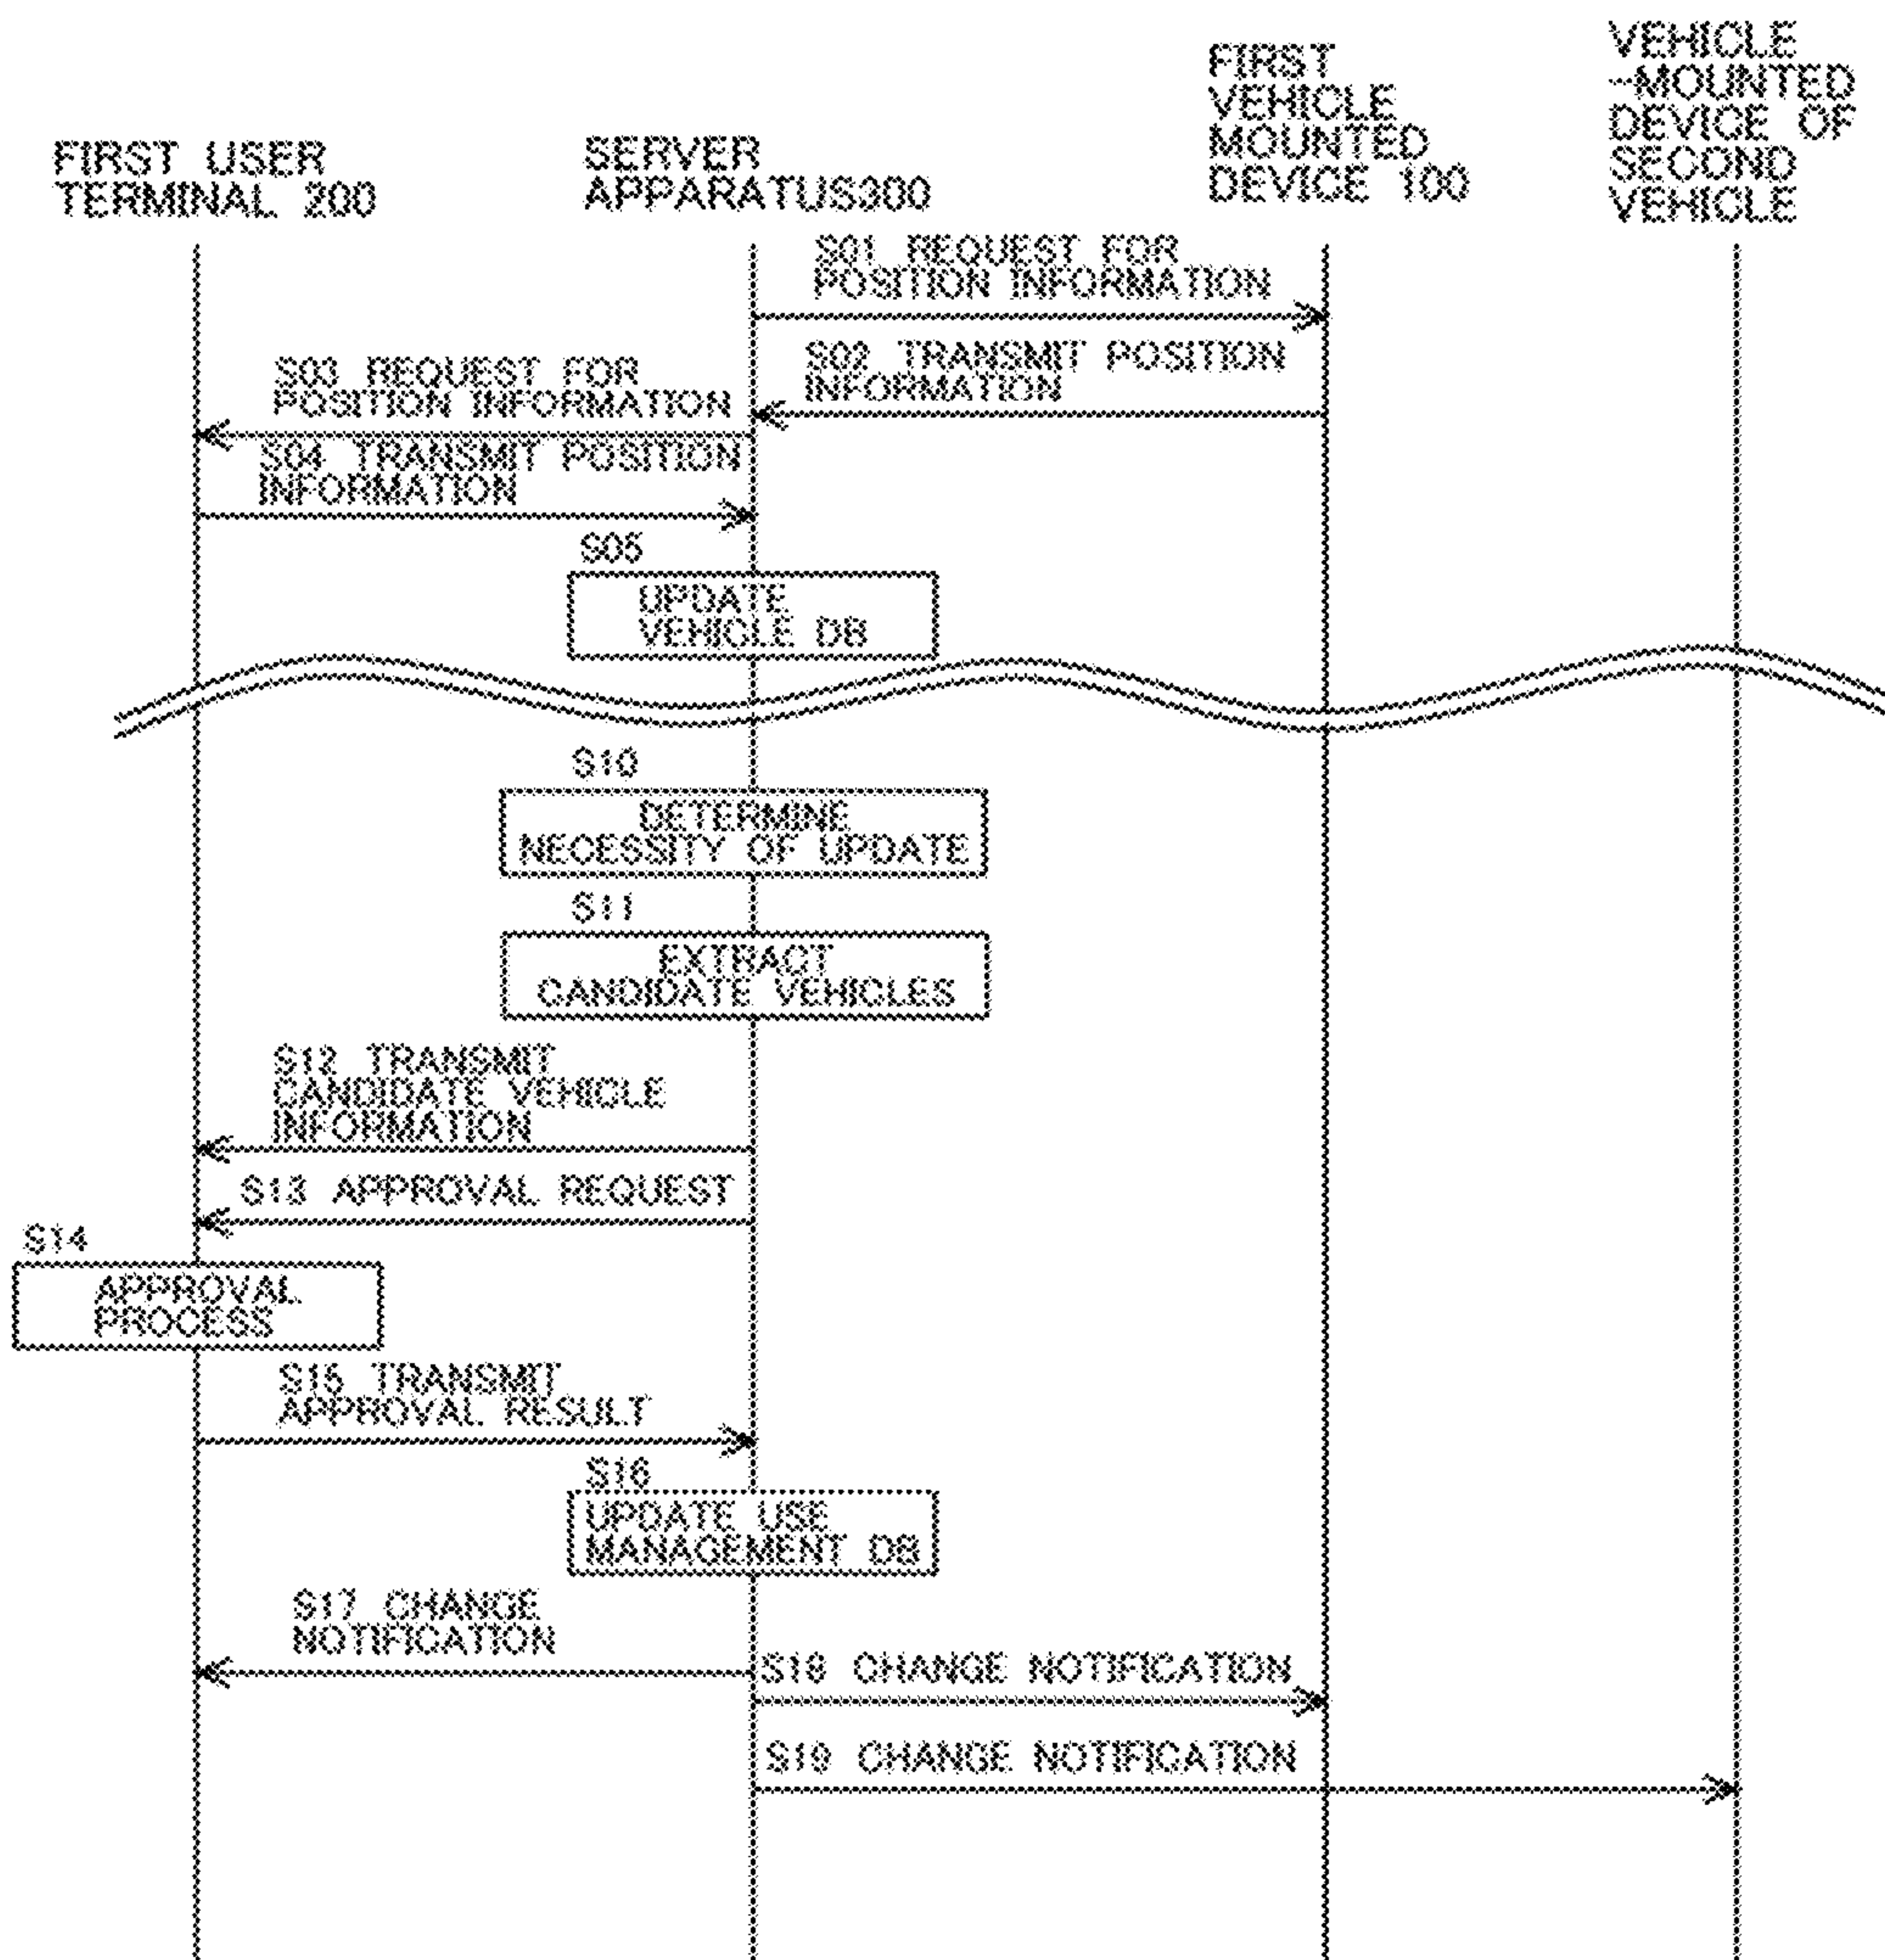 FIRST USER
TERMINAL 200
SERVER
APPARATUS300
FIRST
VEHICLE
MOUNTED
DEVICE 100
VEHICLE
-MOUNTED
DEVICE OF
SECOND
VEHICLE
S01 REQUEST FOR
POSITION INFORMATION
S02 TRANSMIT POSITION
INFORMATION
S03 REQUEST FOR
POSITION INFORMATION
S04 TRANSMIT POSITION
INFORMATION
S05
UPDATE
VEHICLE DB
S10
DETERMINE
NECESSITY OF UPDATE
S11
EXTRACT
CANDIDATE VEHICLES
S12 TRANSMIT
CANDIDATE VEHICLE
INFORMATION
S13 APPROVAL REQUEST
S14
APPROVAL
PROCESS
S15 TRANSMIT
APPROVAL RESULT
S16
UPDATE USE
MANAGEMENT DB
S17 CHANGE
NOTIFICATION
S18 CHANGE NOTIFICATION
S19 CHANGE NOTIFICATION